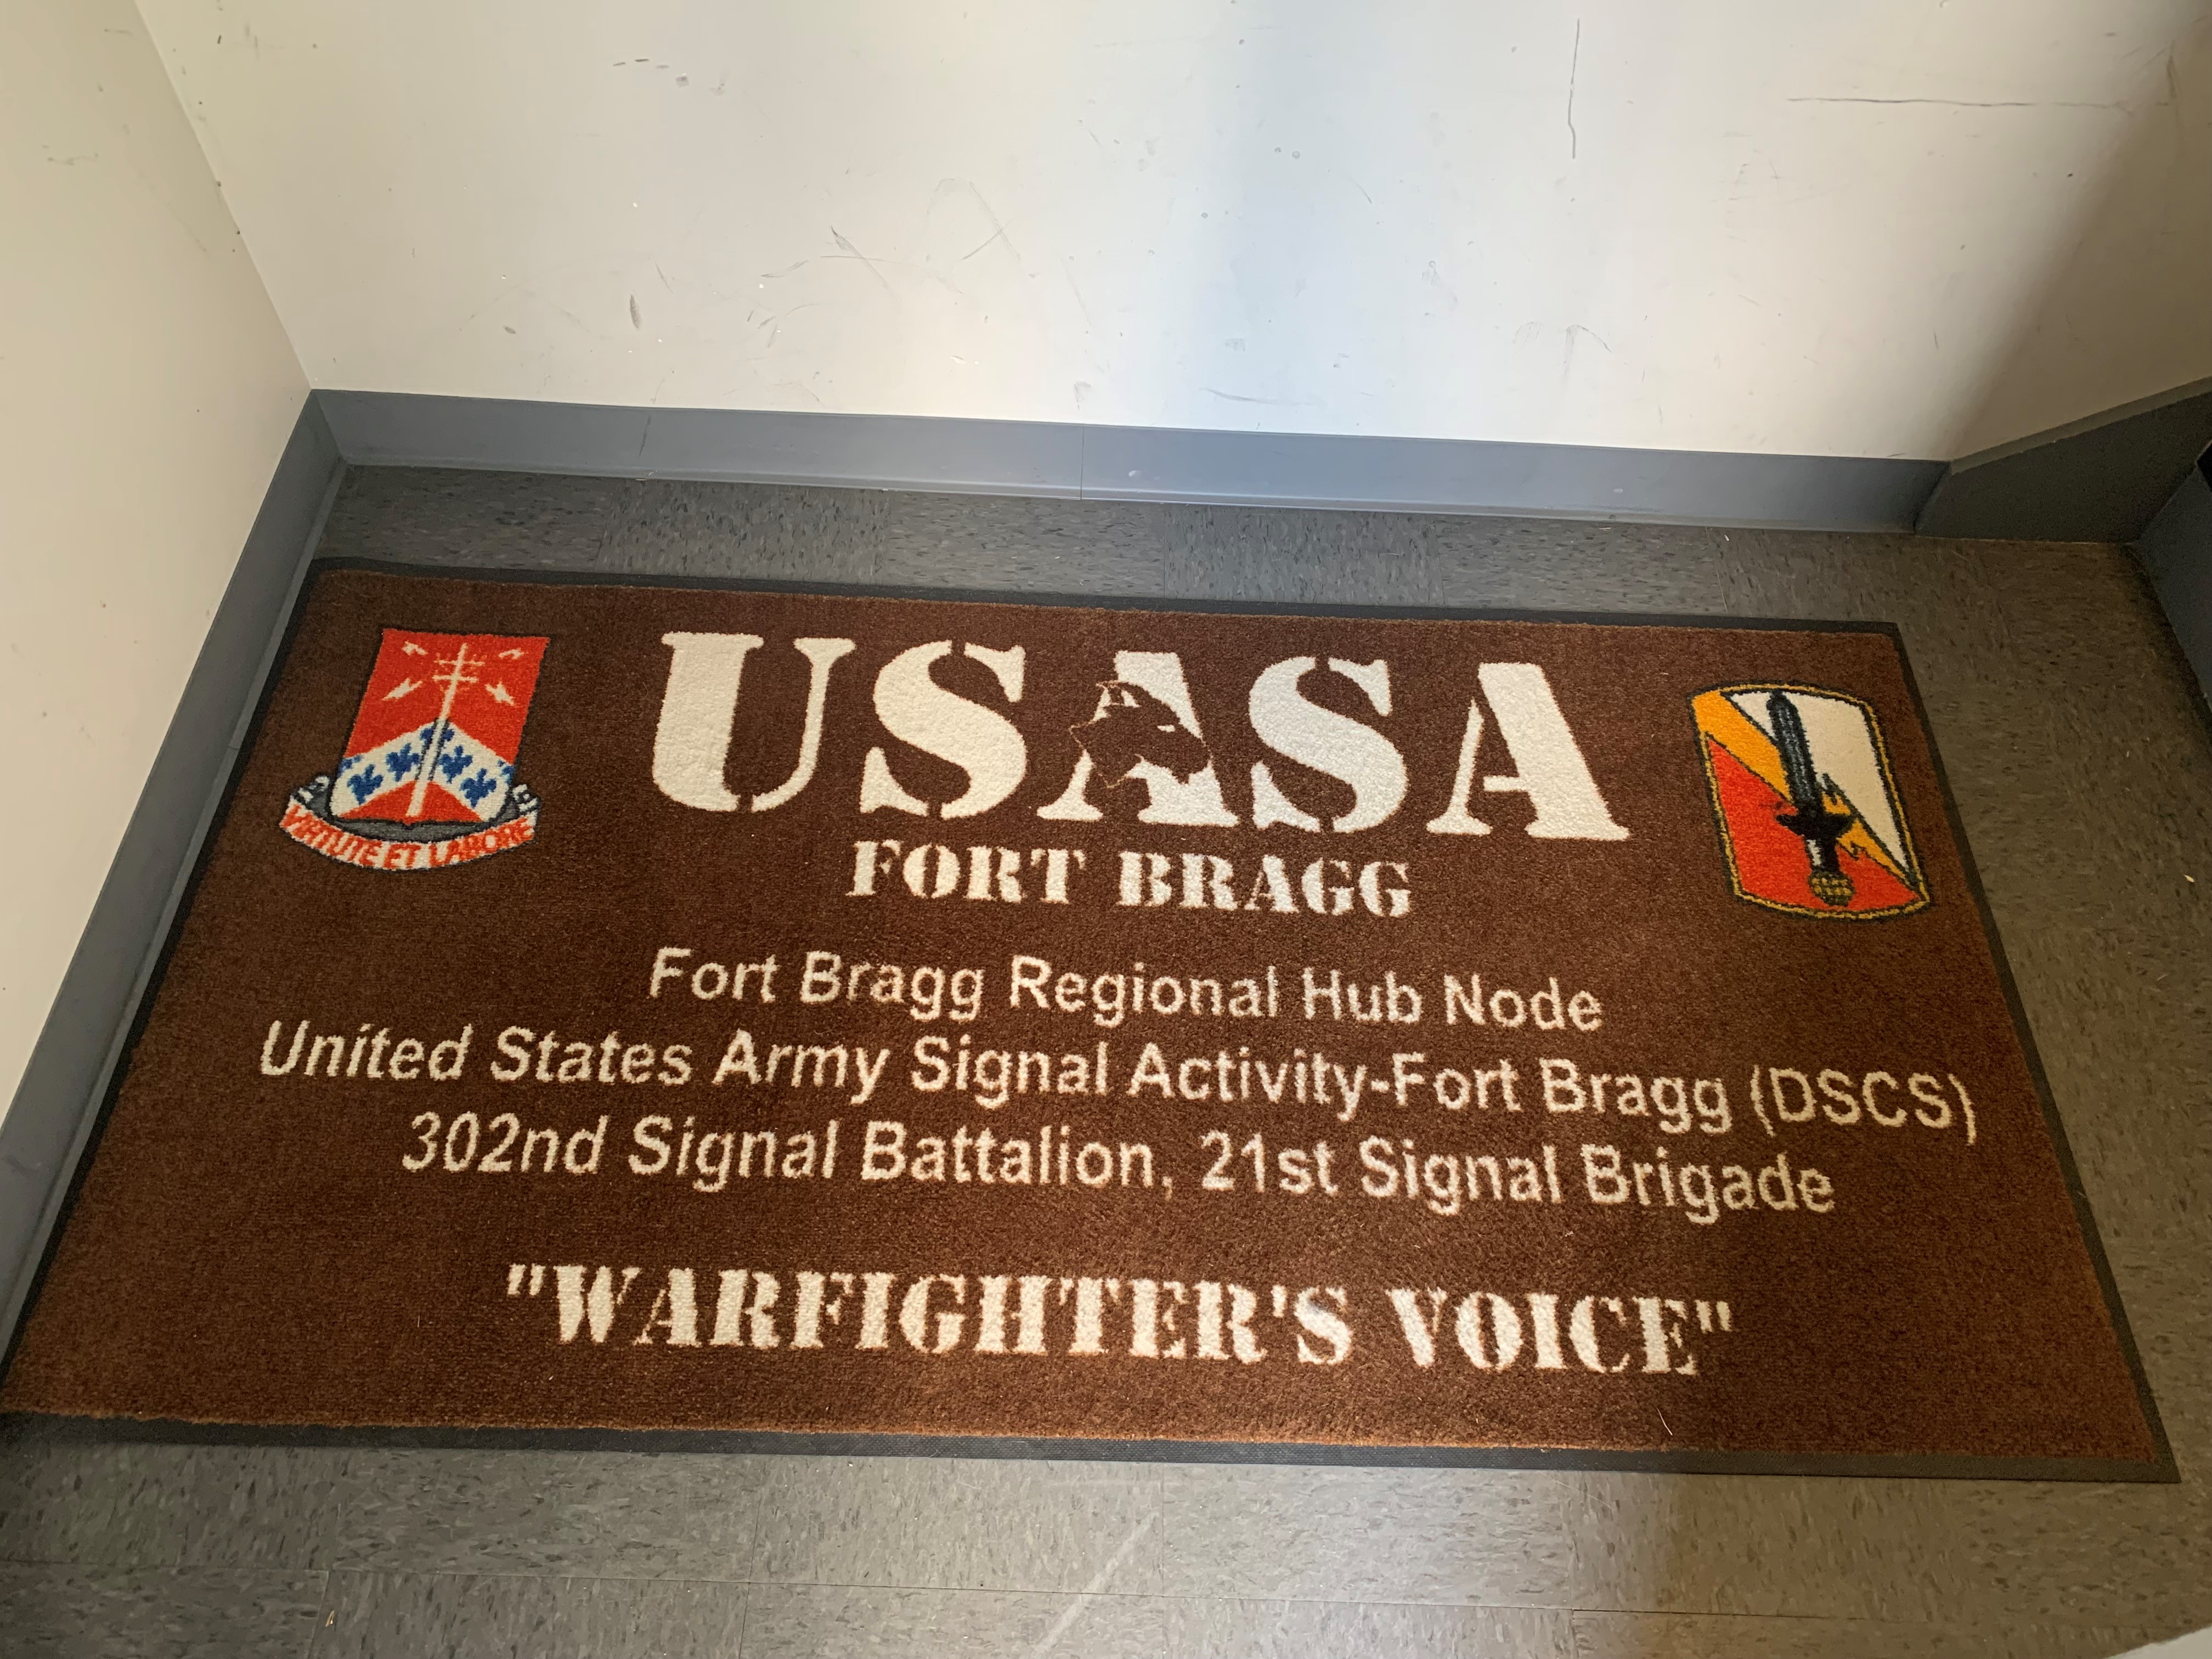 USASA
FORT BRAGG
VIRTUTE ET LABORE
Fort Bragg Regional Hub Node
United States Army Signal Activity-Fort Bragg (DSCS)
302nd Signal Battalion, 21st Signal Brigade
"WARFIGHTER'S VOICE"